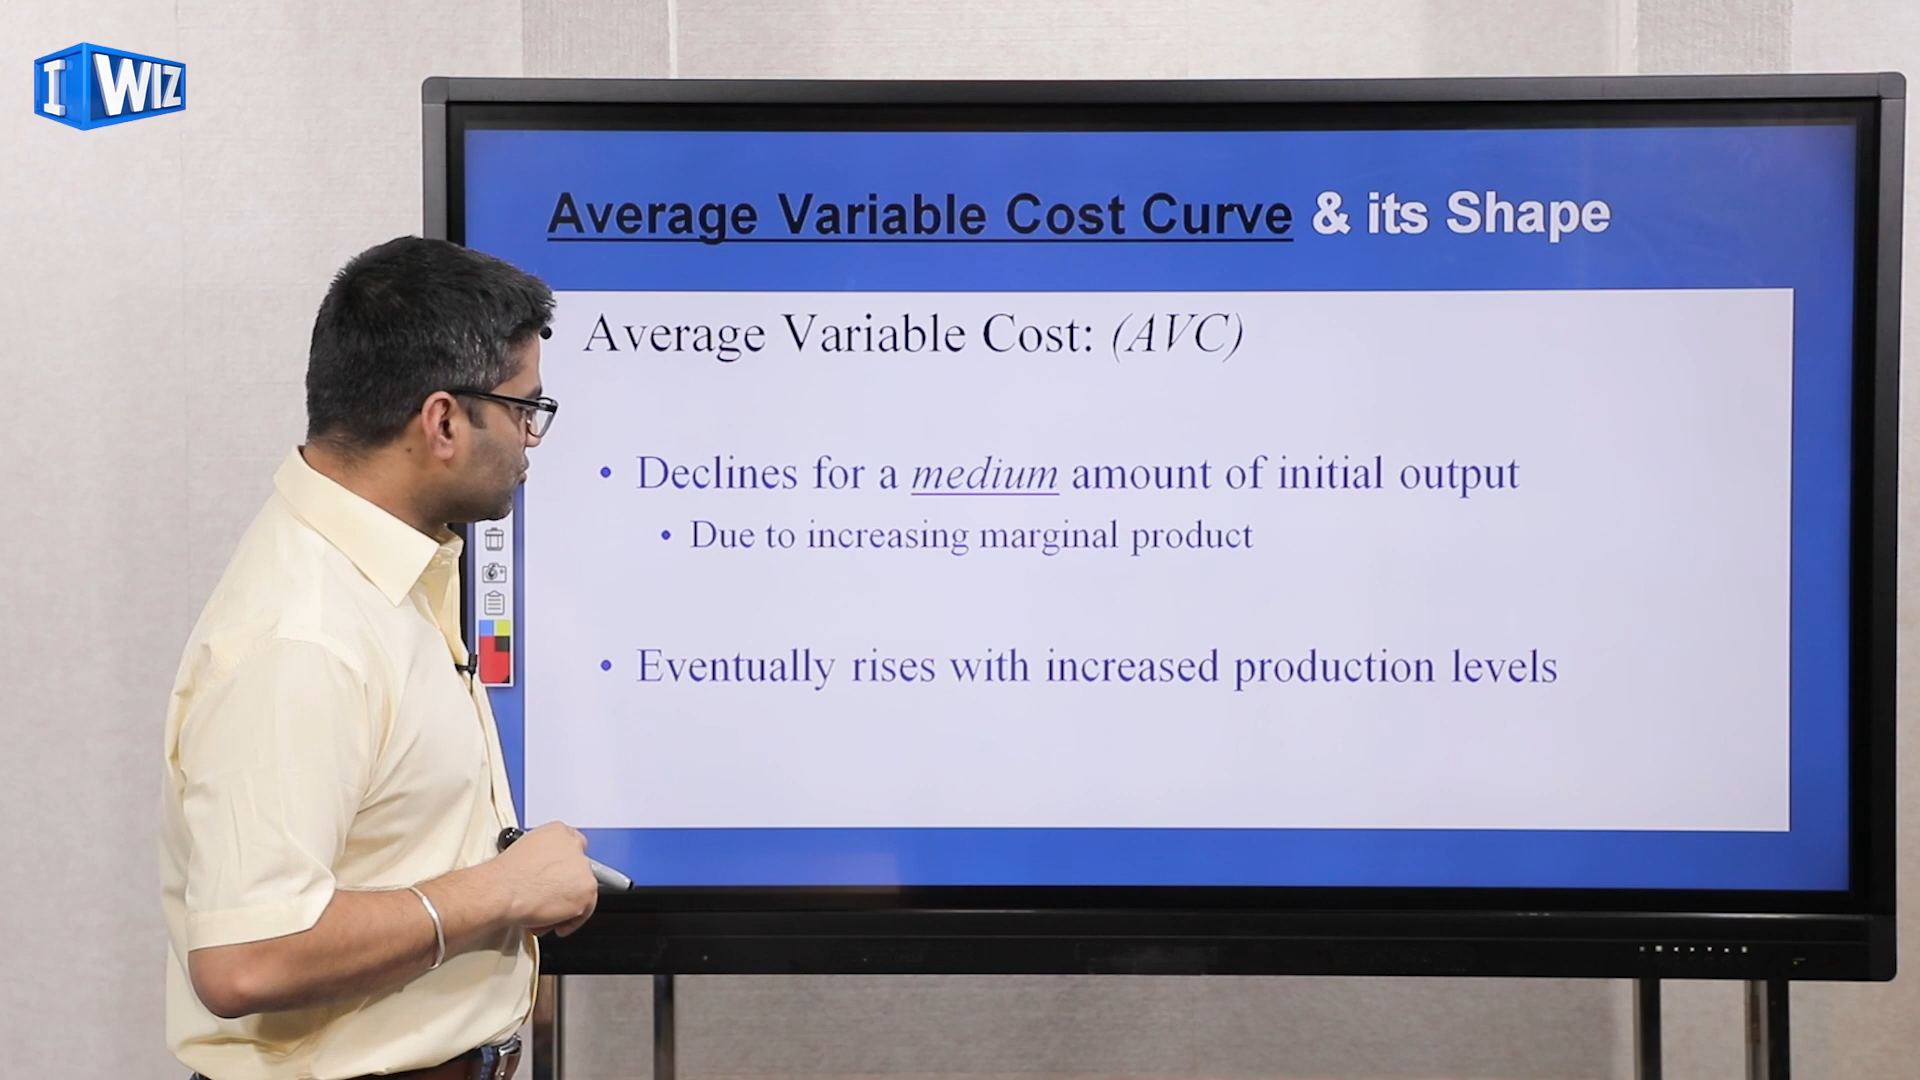 I WIZ
Average Variable Cost Curve & its Shape
Average Variable Cost: (AVC)
• Declines for a medium amount of initial output
• Due to increasing marginal product
• Eventually rises with increased production levels